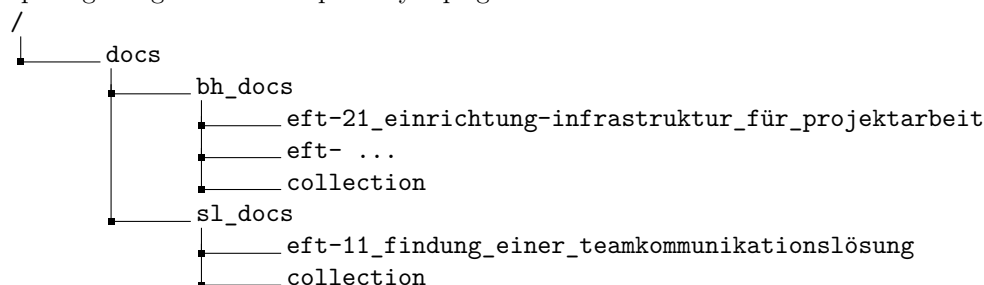 /
docs
bh_docs
eft-21_einrichtung-infrastruktur_für_projektarbeit
eft- ...
collection
sl_docs
eft-11_findung_einer_teamkommunikationslösung
collection